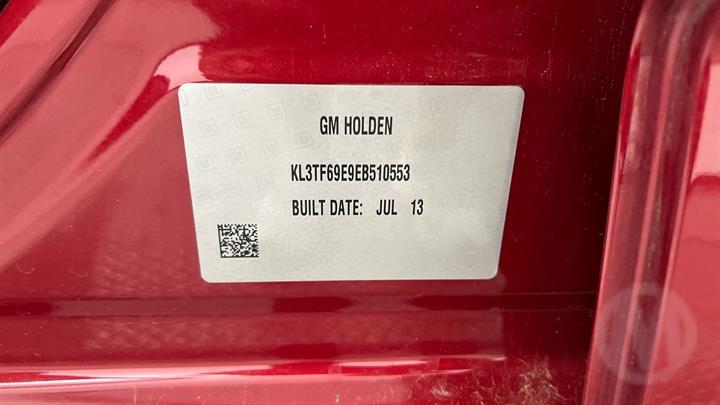 GM HOLDEN
KL3TF69E9EB510553
BUILT DATE: JUL 13